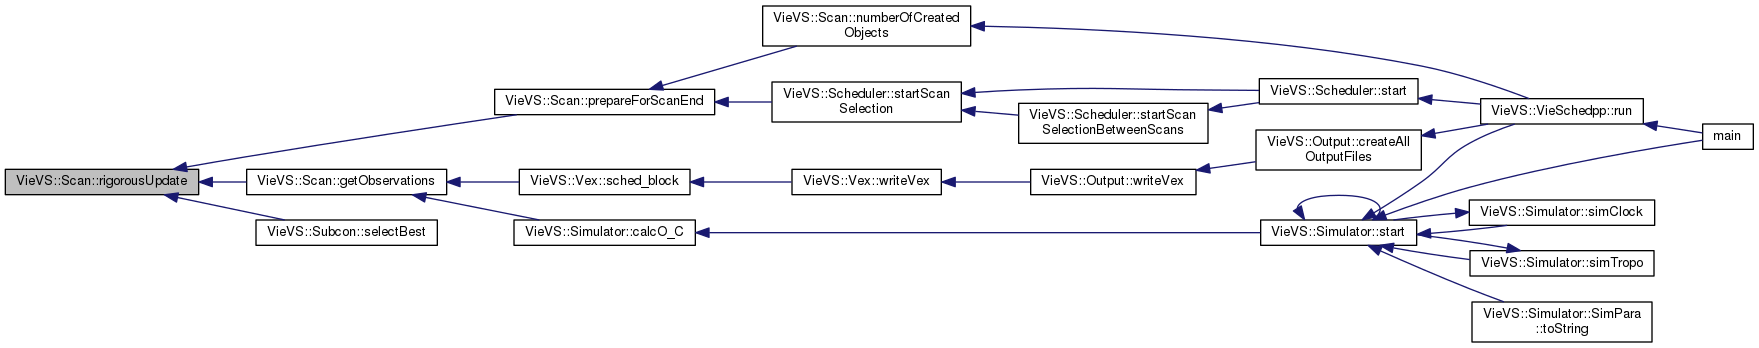 VieVS::Scan::numberOfCreated
Objects
VieVS::Scan::prepareForScanEnd
VieVS::Scheduler::startScan
Selection
VieVS::Scheduler::start
VieVS::Scheduler::startScan
SelectionBetweenScans
VieVS::VieSchedpp::run
main
VieVS::Output::createAll
OutputFiles
VieVS::Scan::rigorousUpdate
VieVS::Scan::getObservations
VieVS::Vex::sched_block
VieVS::Vex::writeVex
VieVS::Output::writeVex
VieVS::Subcon::selectBest
VieVS::Simulator::calcO_C
VieVS::Simulator::start
VieVS::Simulator::simClock
VieVS::Simulator::simTropo
VieVS::Simulator::SimPara
::toString